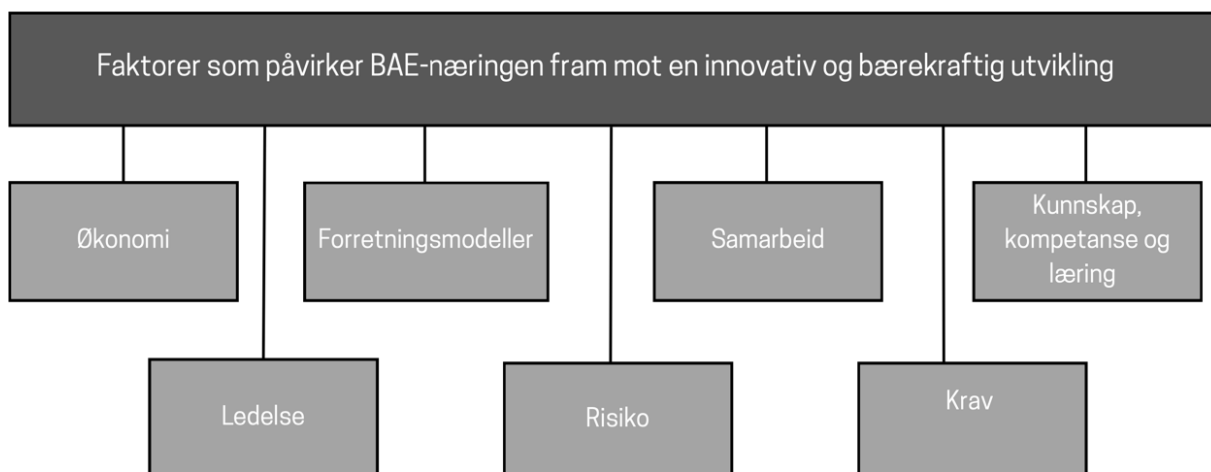 Faktorer som påvirker BAE-næringen fram mot en innovativ og bærekraftig utvikling
Økonomi
Forretningsmodeller
Samarbeid
Kunnskap,
kompetanse og
læring
Ledelse
Risiko
Krav